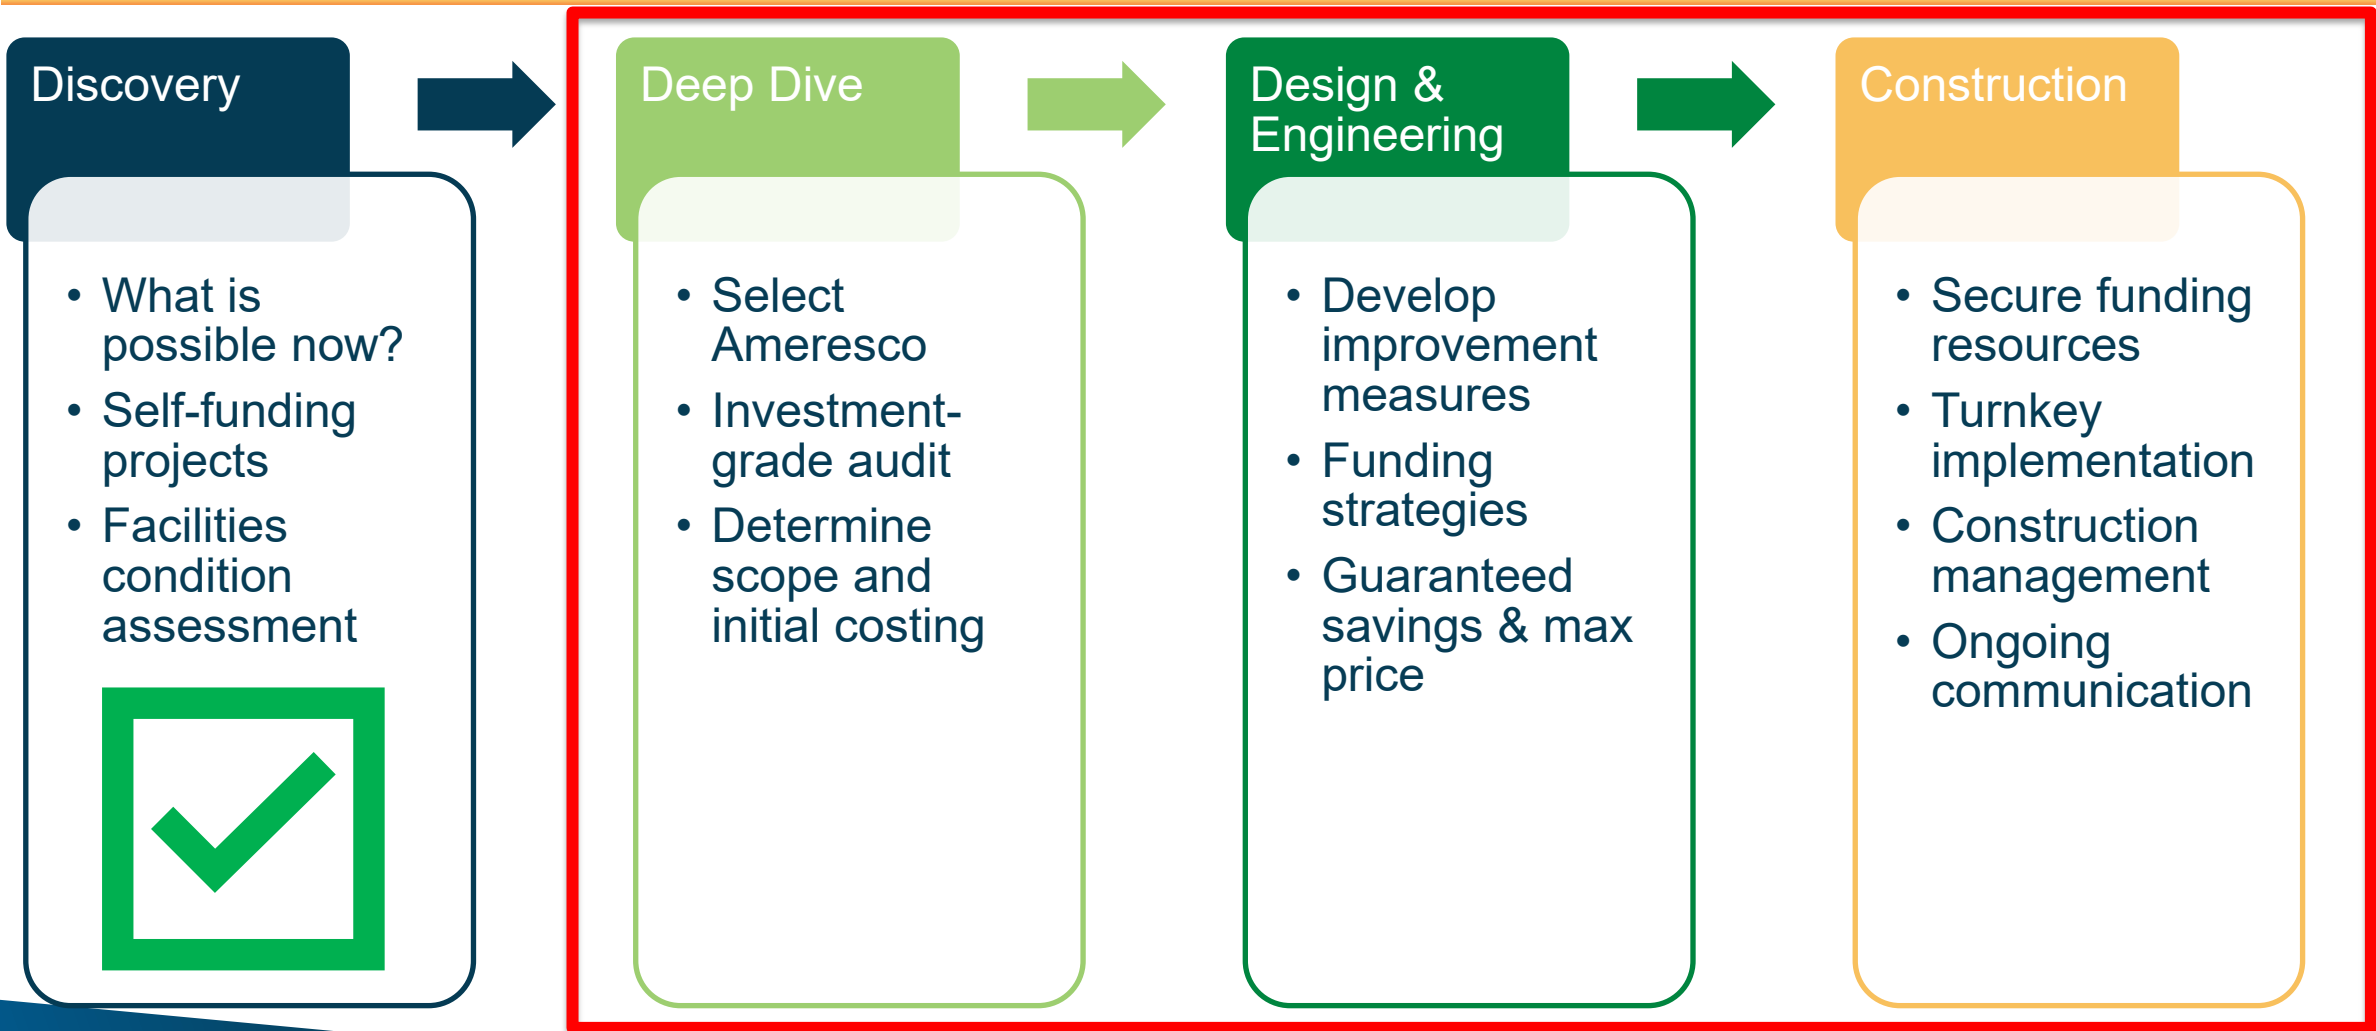 Discovery
• What is
possible now?
• Self-funding
projects
• Facilities
condition
assessment
Deep Dive
• Select
Ameresco
• Investment-
grade audit
• Determine
scope and
initial costing
Design &
Engineering
• Develop
improvement
measures
• Funding
strategies
• Guaranteed
savings & max
price
Construction
• Secure funding
resources
• Turnkey
implementation
• Construction
management
• Ongoing
communication